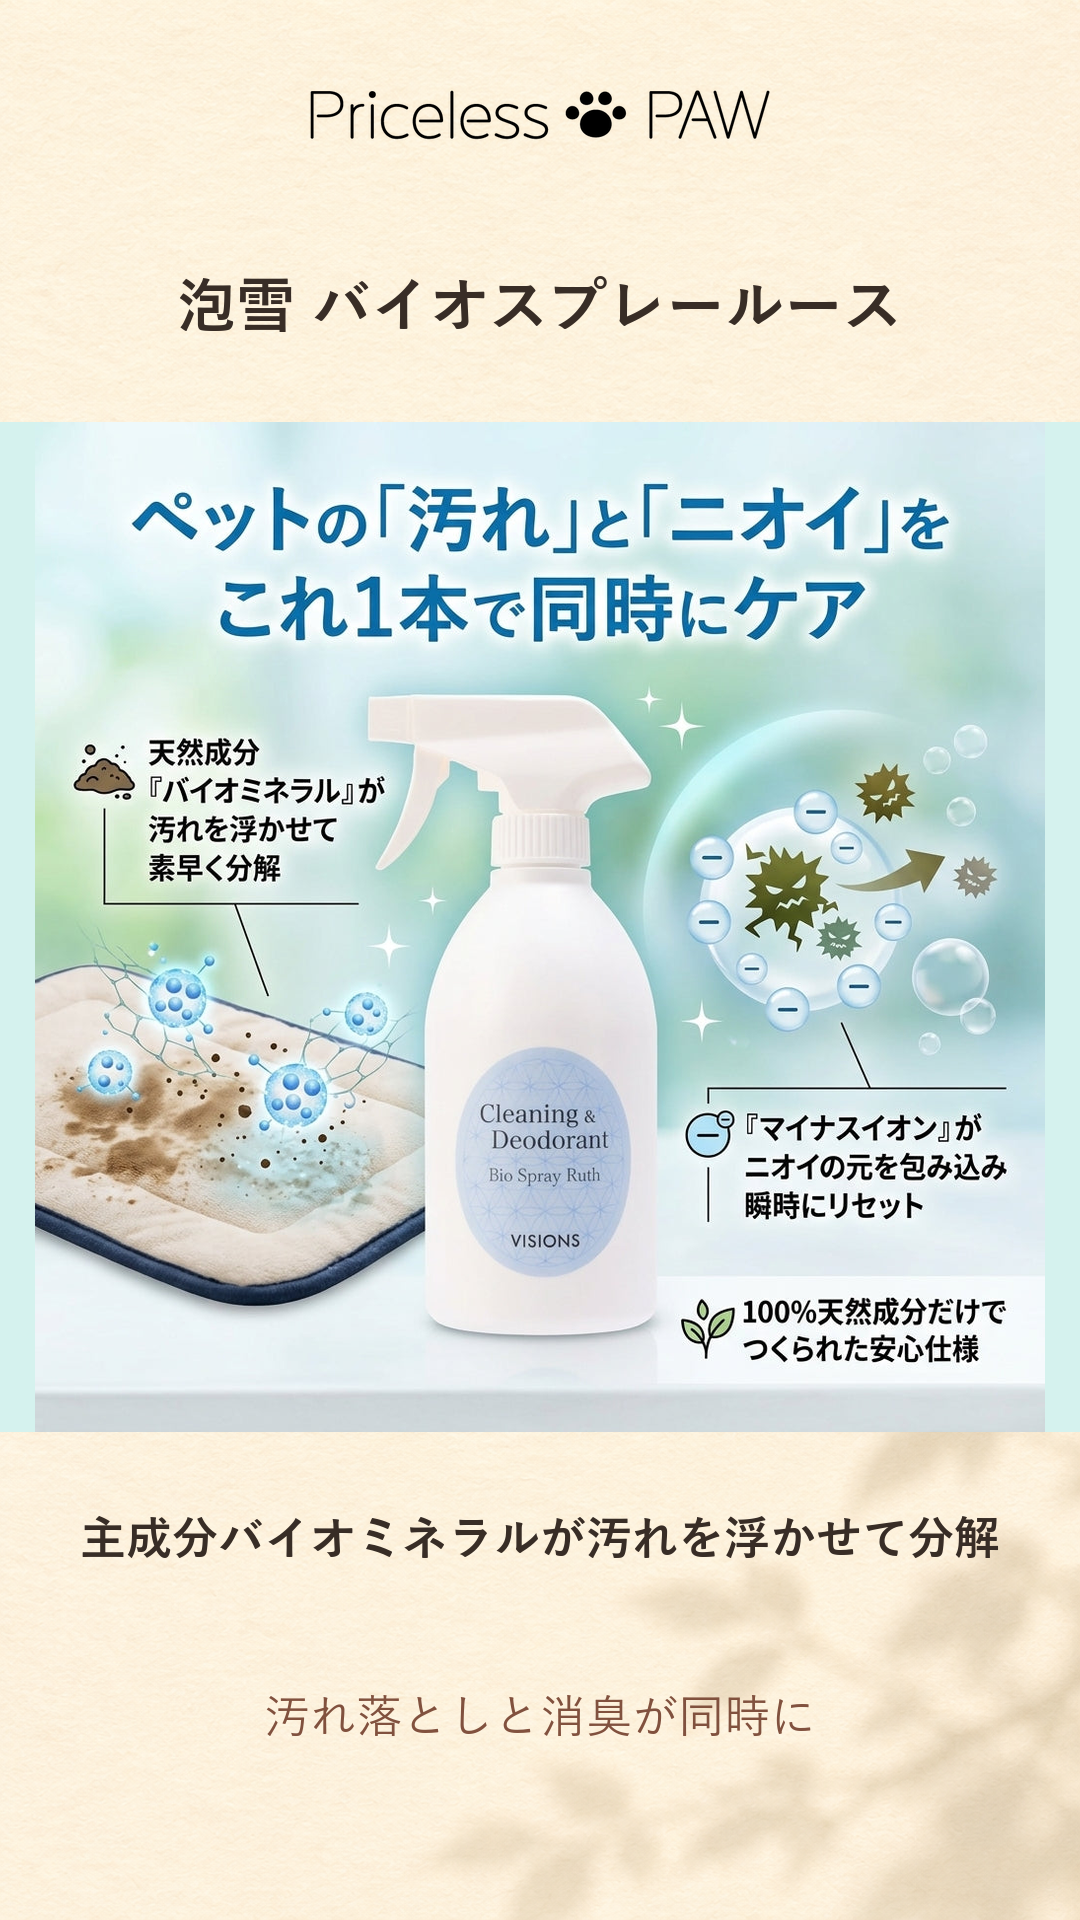 Priceless PAW
泡雪 バイオスプレールース
ペットの「汚れ」と「ニオイ」を
これ1本で同時にケア
天然成分
『バイオミネラル』が
汚れを浮かせて
素早く分解
Cleaning &
Deodorant
Bio Spray Ruth
VISIONS
『マイナスイオン』が
ニオイの元を包み込み
瞬時にリセット
100%天然成分だけで
つくられた安心仕様
主成分バイオミネラルが汚れを浮かせて分解
汚れ落としと消臭が同時に